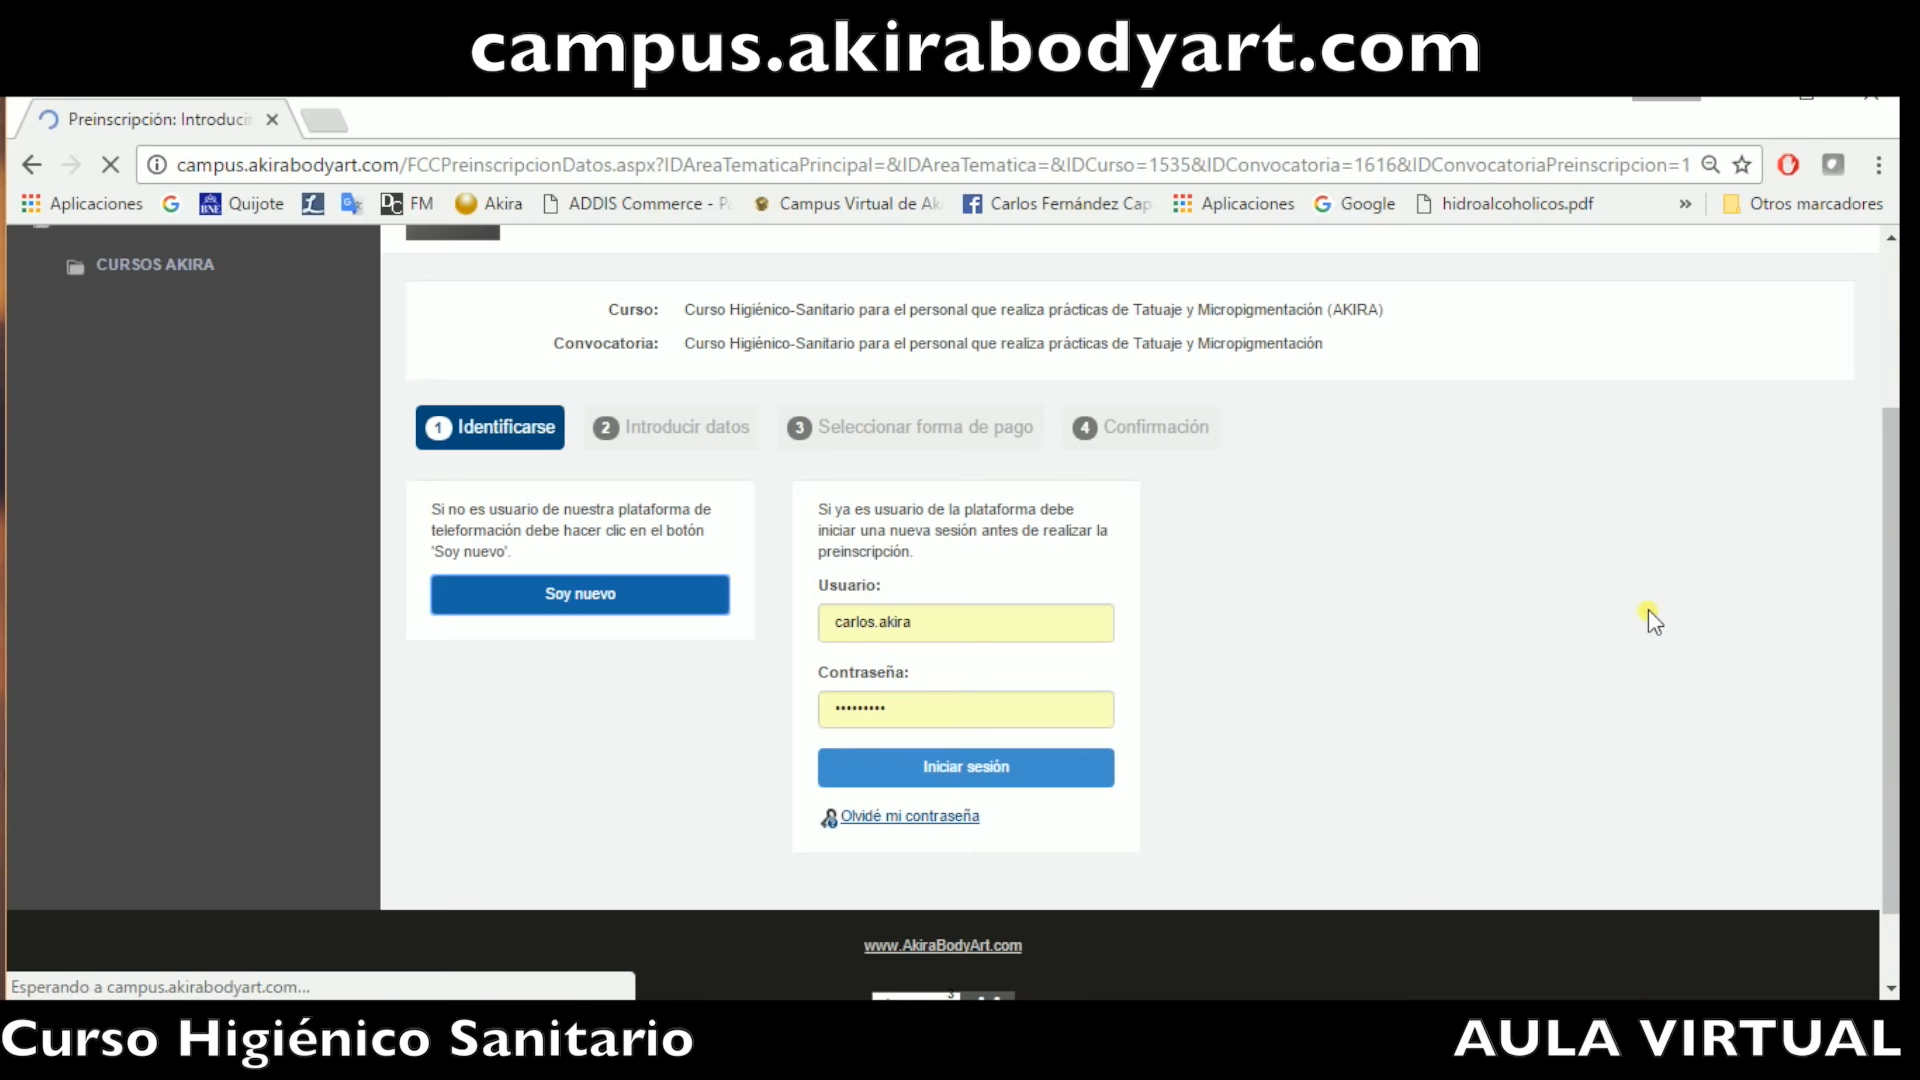 campus.akirabodyart.com
Preinscripción: Introducir
campus.akirabodyart.com/FCCPreinscripcionDatos.aspx?IDAreaTematicaPrincipal=&IDAreaTematica=&IDCurso=1535&IDConvocatoria=1616&IDConvocatoriaPreinscripcion=1
Aplicaciones BNE Quijote DC FM Akira ADDIS Commerce - Campus Virtual de Ak Carlos Fernández Cap Aplicaciones Google hidroalcoholicos.pdf » Otros marcadores
CURSOS AKIRA
Curso: Curso Higiénico-Sanitario para el personal que realiza prácticas de Tatuaje y Micropigmentación (AKIRA)
Convocatoria: Curso Higiénico-Sanitario para el personal que realiza prácticas de Tatuaje y Micropigmentación
1 Identificarse 2 Introducir datos 3 Seleccionar forma de pago 4 Confirmación
Si no es usuario de nuestra plataforma de
teleformación debe hacer clic en el botón
'Soy nuevo'.
Soy nuevo
Si ya es usuario de la plataforma debe
iniciar una nueva sesión antes de realizar la
preinscripción.
Usuario:
carlos.akira
Contraseña:
•••••••••
Iniciar sesión
Olvidé mi contraseña
www.AkiraBodyArt.com
Esperando a campus.akirabodyart.com...
Curso Higiénico Sanitario
AULA VIRTUAL